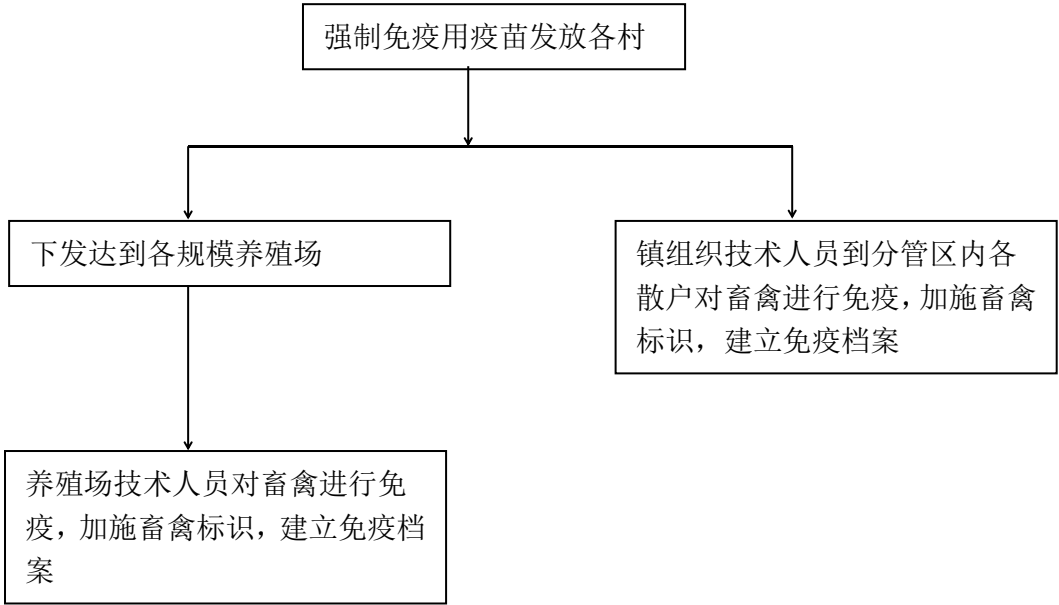 强制免疫用疫苗发放各村
下发达到各规模养殖场
镇组织技术人员到分管区内各
散户对畜禽进行免疫，加施畜禽
标识，建立免疫档案
养殖场技术人员对畜禽进行免
疫，加施畜禽标识，建立免疫档
案